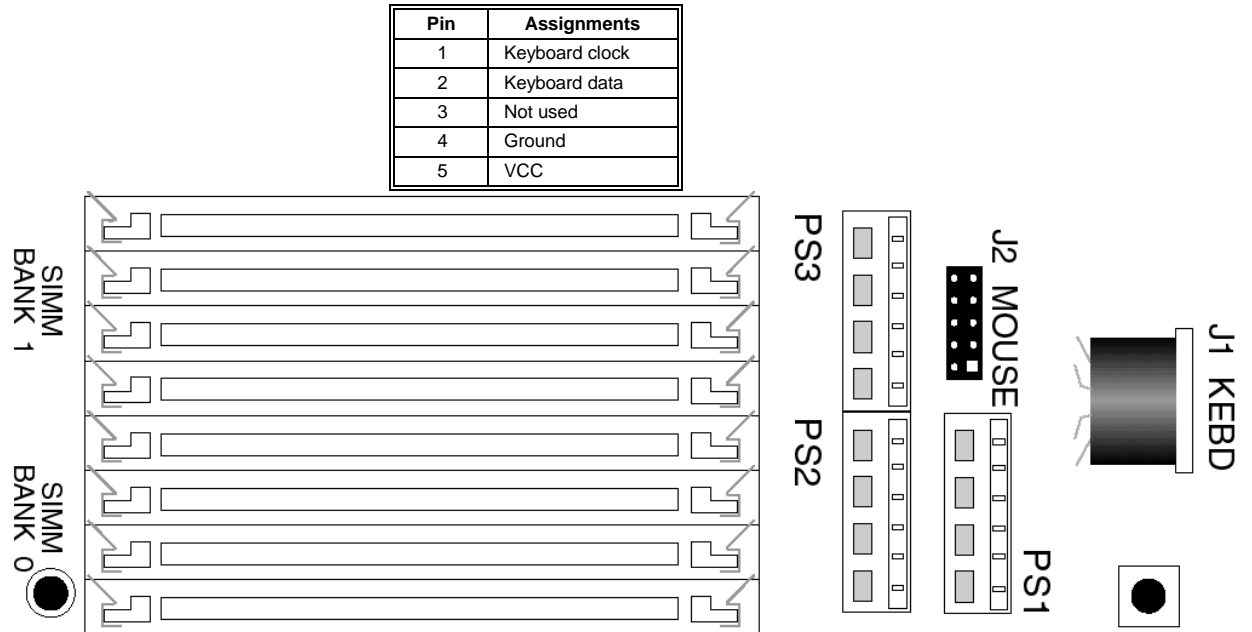 Pin Assignments
1 Keyboard clock
2 Keyboard data
3 Not used
4 Ground
5 VCC
SIMM
BANK 1
SIMM
BANK 0
PS3
J2 MOUSE
J1 KEBD
PS2
PS1